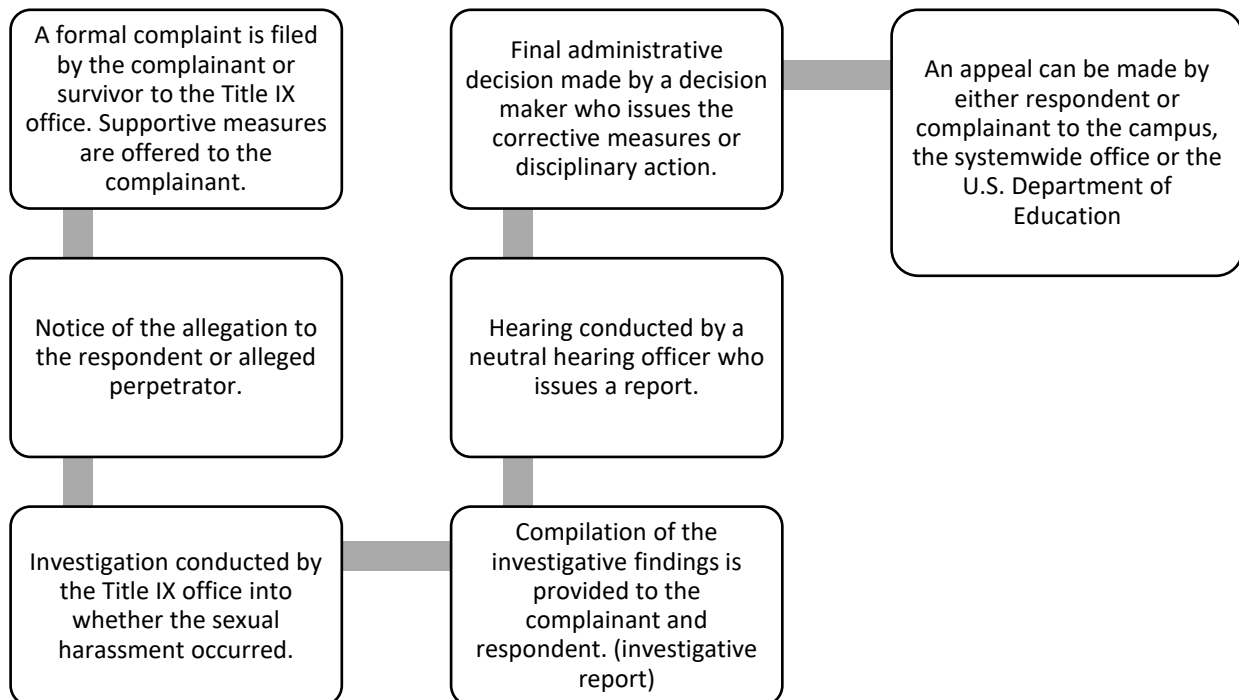 A formal complaint is filed
by the complainant or
survivor to the Title IX
office. Supportive measures
are offered to the
complainant.
Notice of the allegation to
the respondent or alleged
perpetrator.
Investigation conducted by
the Title IX office into
whether the sexual
harassment occurred.
Compilation of the
investigative findings is
provided to the
complainant and
respondent. (investigative
report)
Hearing conducted by a
neutral hearing officer who
issues a report.
Final administrative
decision made by a decision
maker who issues the
corrective measures or
disciplinary action.
An appeal can be made by
either respondent or
complainant to the campus,
the systemwide office or the
U.S. Department of
Education